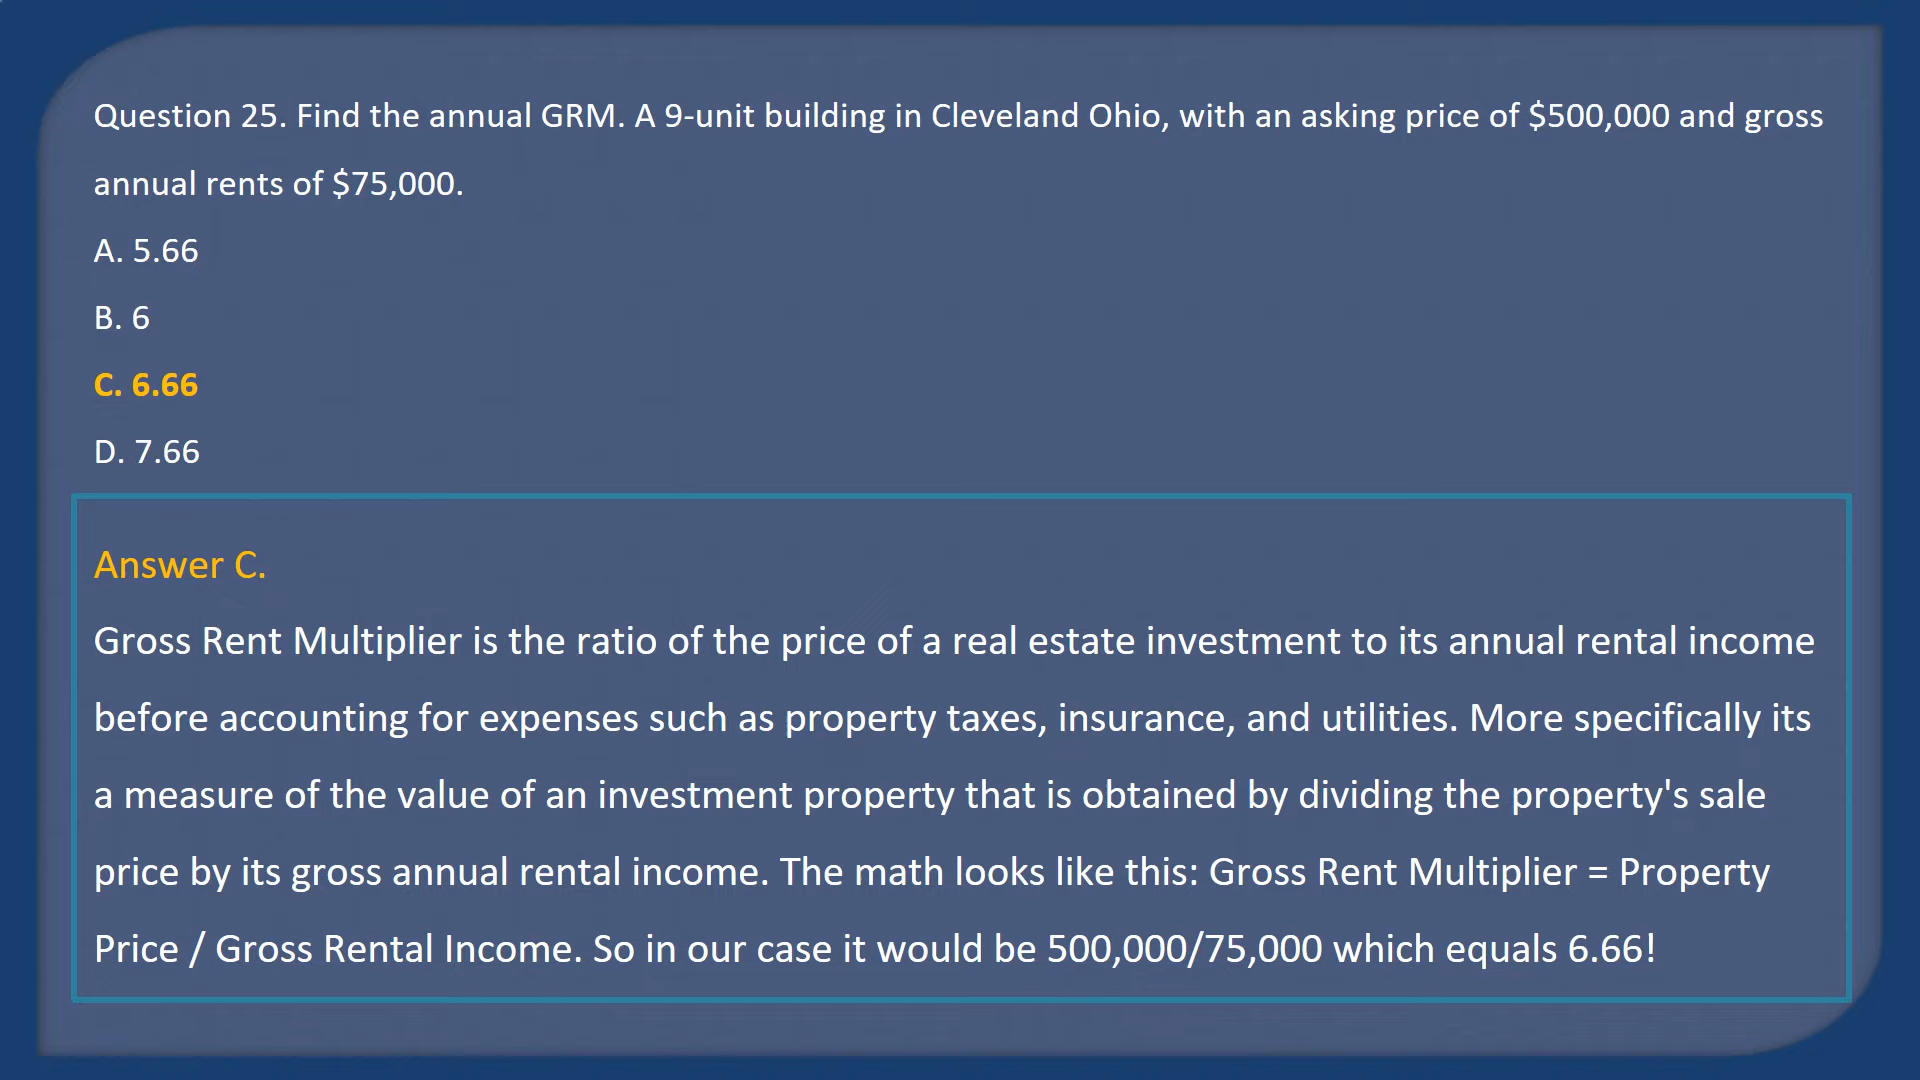 Question 25. Find the annual GRM. A 9-unit building in Cleveland Ohio, with an asking price of $500,000 and gross
annual rents of $75,000.
A. 5.66
B. 6
C. 6.66
D. 7.66
Answer C.
Gross Rent Multiplier is the ratio of the price of a real estate investment to its annual rental income
before accounting for expenses such as property taxes, insurance, and utilities. More specifically its
a measure of the value of an investment property that is obtained by dividing the property's sale
price by its gross annual rental income. The math looks like this: Gross Rent Multiplier = Property
Price / Gross Rental Income. So in our case it would be 500,000/75,000 which equals 6.66!